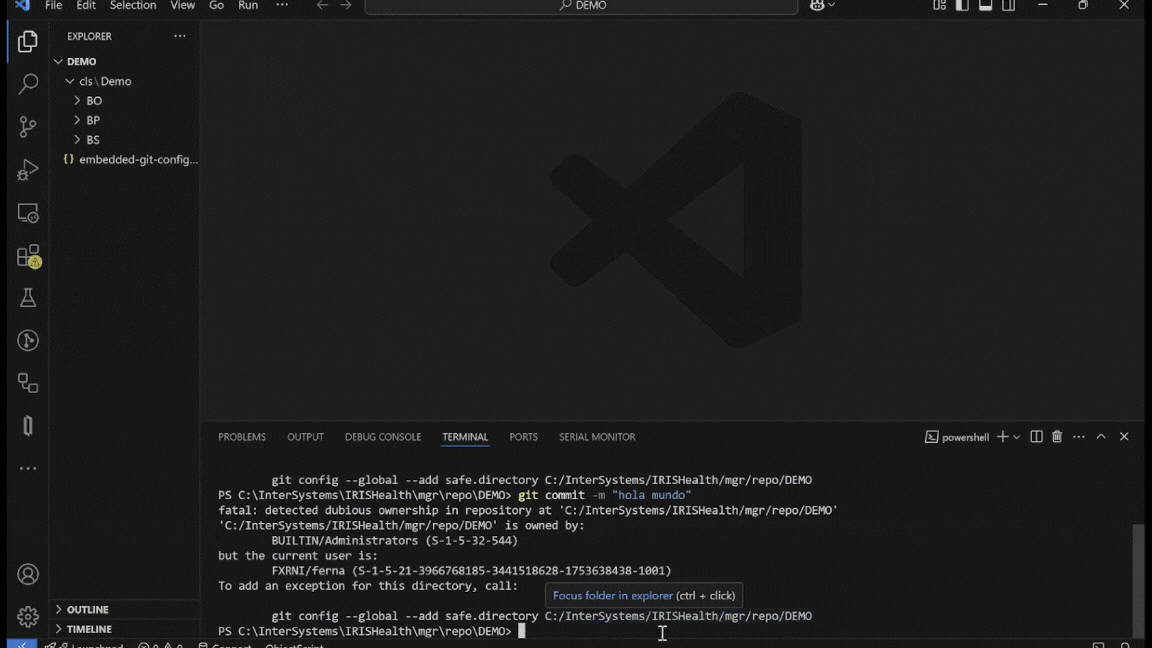 File Edit Selection View Go Run ··· DEMO
EXPLORER ···
DEMO
cls\Demo
BO
BP
BS
{} embedded-git-config...
PROBLEMS OUTPUT DEBUG CONSOLE TERMINAL PORTS SERIAL MONITOR powershell
git config --global --add safe.directory C:/InterSystems/IRISHealth/mgr/repo/DEMO
PS C:\InterSystems\IRISHealth\mgr\repo\DEMO> git commit -m "hola mundo"
fatal: detected dubious ownership in repository at 'C:/InterSystems/IRISHealth/mgr/repo/DEMO'
'C:/InterSystems/IRISHealth/mgr/repo/DEMO' is owned by:
BUILTIN/Administrators (S-1-5-32-544)
but the current user is:
FXRNI/ferna (S-1-5-21-3966768185-3441518628-1753638438-1001)
To add an exception for this directory, call:
Focus folder in explorer (ctrl + click)
git config --global --add safe.directory C:/InterSystems/IRISHealth/mgr/repo/DEMO
PS C:\InterSystems\IRISHealth\mgr\repo\DEMO>
OUTLINE
TIMELINE
Launchpad 0 0 Connect ObjectScript